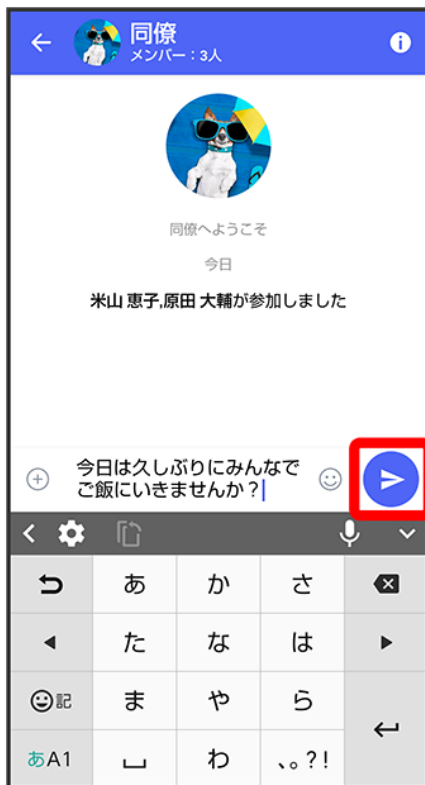 同僚
メンバー：3人
同僚へようこそ
今日
米山 恵子,原田 大輔が参加しました
今日は久しぶりにみんなで
ご飯にいきませんか？
あ か さ
た な は
記 ま や ら
あA1 わ 、。?!